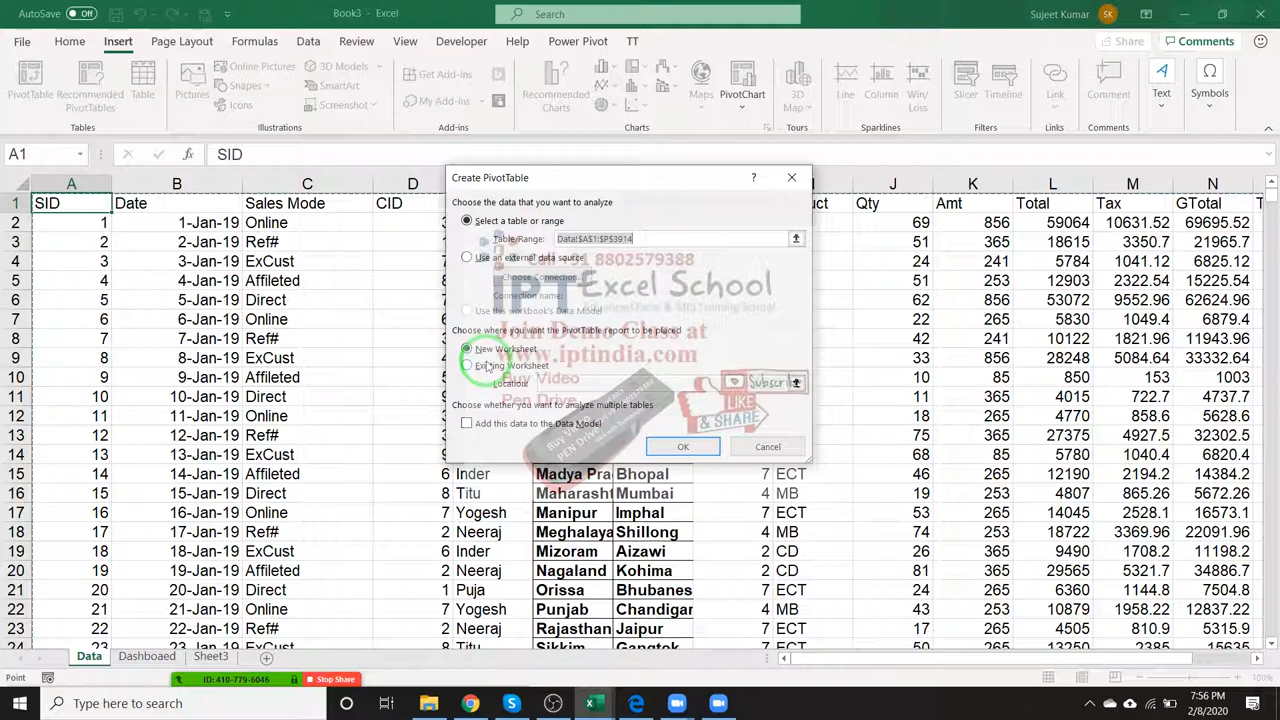 AutoSave Off Book3 - Excel Search Sujeet Kumar SK
File Home Insert Page Layout Formulas Data Review View Developer Help Power Pivot TT Share Comments
PivotTable Recommended PivotTables Table Pictures Online Pictures Shapes Icons 3D Models SmartArt Screenshot Get Add-ins My Add-ins Recommended Charts Maps PivotChart 3D Map Line Column Win/Loss Slicer Timeline Link Comment Text Symbols
Tables Illustrations Add-ins Charts Tours Sparklines Filters Links Comments
A1 fx SID
A B C D J K L M N
1 SID Date Sales Mode CID Qty Amt Total Tax GTotal
2 1 1-Jan-19 Online 69 856 59064 10631.52 69695.52
3 2 2-Jan-19 Ref# 51 365 18615 3350.7 21965.7
4 3 3-Jan-19 ExCust 24 241 5784 1041.12 6825.12
5 4 4-Jan-19 Affileted 51 253 12903 2322.54 15225.54
6 5 5-Jan-19 Direct 62 856 53072 9552.96 62624.96
7 6 6-Jan-19 Online 22 265 5830 1049.4 6879.4
8 7 7-Jan-19 Ref# 42 241 10122 1821.96 11943.96
9 8 8-Jan-19 ExCust 33 856 28248 5084.64 33332.64
10 9 9-Jan-19 Affileted 10 85 850 153 1003
11 10 10-Jan-19 Direct 11 365 4015 722.7 4737.7
12 11 11-Jan-19 Online 18 265 4770 858.6 5628.6
13 12 12-Jan-19 Ref# 75 365 27375 4927.5 32302.5
14 13 13-Jan-19 ExCust 68 85 5780 1040.4 6820.4
15 14 14-Jan-19 Affileted 6 Inder Madya Pra Bhopal 7 ECT 46 265 12190 2194.2 14384.2
16 15 15-Jan-19 Direct 8 Titu Maharasht Mumbai 4 MB 19 253 4807 865.26 5672.26
17 16 16-Jan-19 Online 7 Yogesh Manipur Imphal 7 ECT 53 265 14045 2528.1 16573.1
18 17 17-Jan-19 Ref# 2 Neeraj Meghalaya Shillong 4 MB 74 253 18722 3369.96 22091.96
19 18 18-Jan-19 ExCust 6 Inder Mizoram Aizawi 2 CD 26 365 9490 1708.2 11198.2
20 19 19-Jan-19 Affileted 2 Neeraj Nagaland Kohima 2 CD 81 365 29565 5321.7 34886.7
21 20 20-Jan-19 Direct 1 Puja Orissa Bhubanes 7 ECT 24 265 6360 1144.8 7504.8
22 21 21-Jan-19 Online 7 Yogesh Punjab Chandigar 4 MB 43 253 10879 1958.22 12837.22
23 22 22-Jan-19 Ref# 2 Neeraj Rajasthan Jaipur 7 ECT 17 265 4505 810.9 5315.9
24 23 23-Jan-19 ExCust 8 Titu Sikkim Gangtok 7 ECT 50 265 13250 2385 15635
Create PivotTable ?
Choose the data that you want to analyze
Select a table or range
Table/Range: Data!$A$1:$P$3914
Use an external data source
Choose Connection...
Connection name:
Use this workbook's Data Model
Choose where you want the PivotTable report to be placed
New Worksheet
Existing Worksheet
Location:
Choose whether you want to analyze multiple tables
Add this data to the Data Model
OK Cancel
Call +91 8802579388
IPT Excel School
Join Demo Class at
www.iptindia.com
Buy Video
Pen Drive
Buy Video
PEN Drive
Subscribe
LIKE
& SHARE
Data Dashboaed Sheet3
Point 100%
ID: 410-779-6046 Stop Share
Type here to search
7:56 PM
2/8/2020